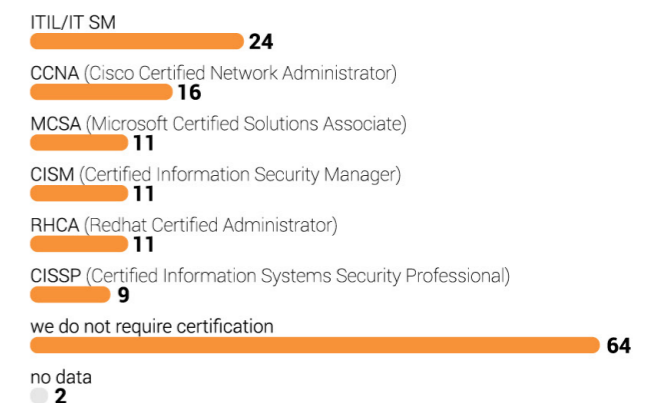 ITIL/IT SM
24
CCNA (Cisco Certified Network Administrator)
16
MCSA (Microsoft Certified Solutions Associate)
11
CISM (Certified Information Security Manager)
11
RHCA (Redhat Certified Administrator)
11
CISSP (Certified Information Systems Security Professional)
9
we do not require certification
64
no data
2